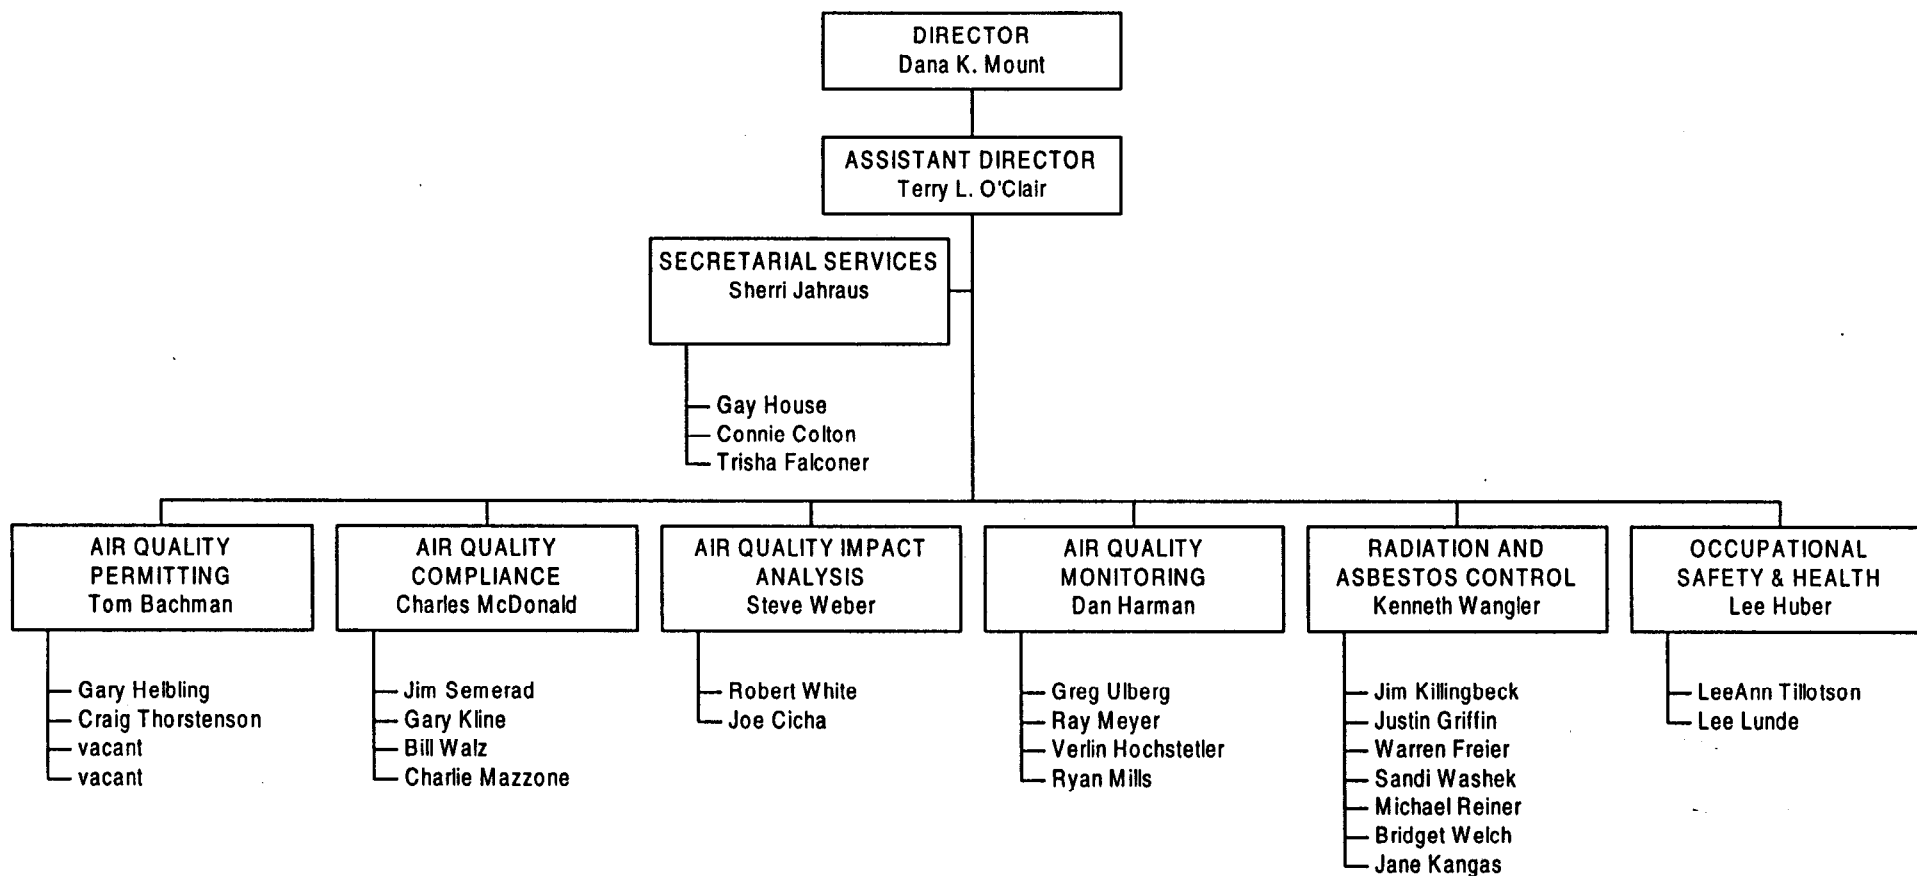 DIRECTOR
Dana K. Mount
ASSISTANT DIRECTOR
Terry L. O'Clair
SECRETARIAL SERVICES
Sherri Jahraus
Gay House
Connie Colton
Trisha Falconer
AIR QUALITY
PERMITTING
Tom Bachman
Gary Helbling
Craig Thorstenson
vacant
vacant
AIR QUALITY
COMPLIANCE
Charles McDonald
Jim Semerad
Gary Kline
Bill Walz
Charlie Mazzone
AIR QUALITY IMPACT
ANALYSIS
Steve Weber
Robert White
Joe Cicha
AIR QUALITY
MONITORING
Dan Harman
Greg Ulberg
Ray Meyer
Verlin Hochstetler
Ryan Mills
RADIATION AND
ASBESTOS CONTROL
Kenneth Wangler
Jim Killingbeck
Justin Griffin
Warren Freier
Sandi Washek
Michael Reiner
Bridget Welch
Jane Kangas
OCCUPATIONAL
SAFETY & HEALTH
Lee Huber
LeeAnn Tillotson
Lee Lunde